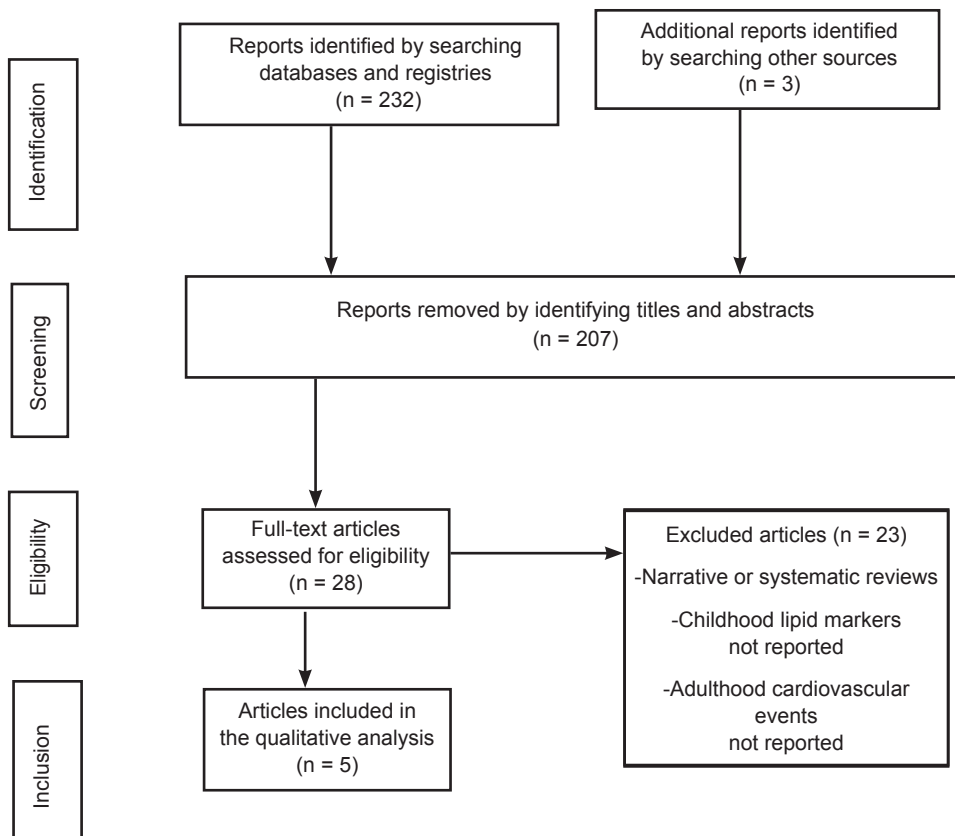 Identification
Reports identified by searching
databases and registries
(n = 232)
Additional reports identified
by searching other sources
(n = 3)
Screening
Reports removed by identifying titles and abstracts
(n = 207)
Eligibility
Full-text articles
assessed for eligibility
(n = 28)
Excluded articles (n = 23)
-Narrative or systematic reviews
-Childhood lipid markers
not reported
-Adulthood cardiovascular
events
not reported
Inclusion
Articles included in
the qualitative analysis
(n = 5)